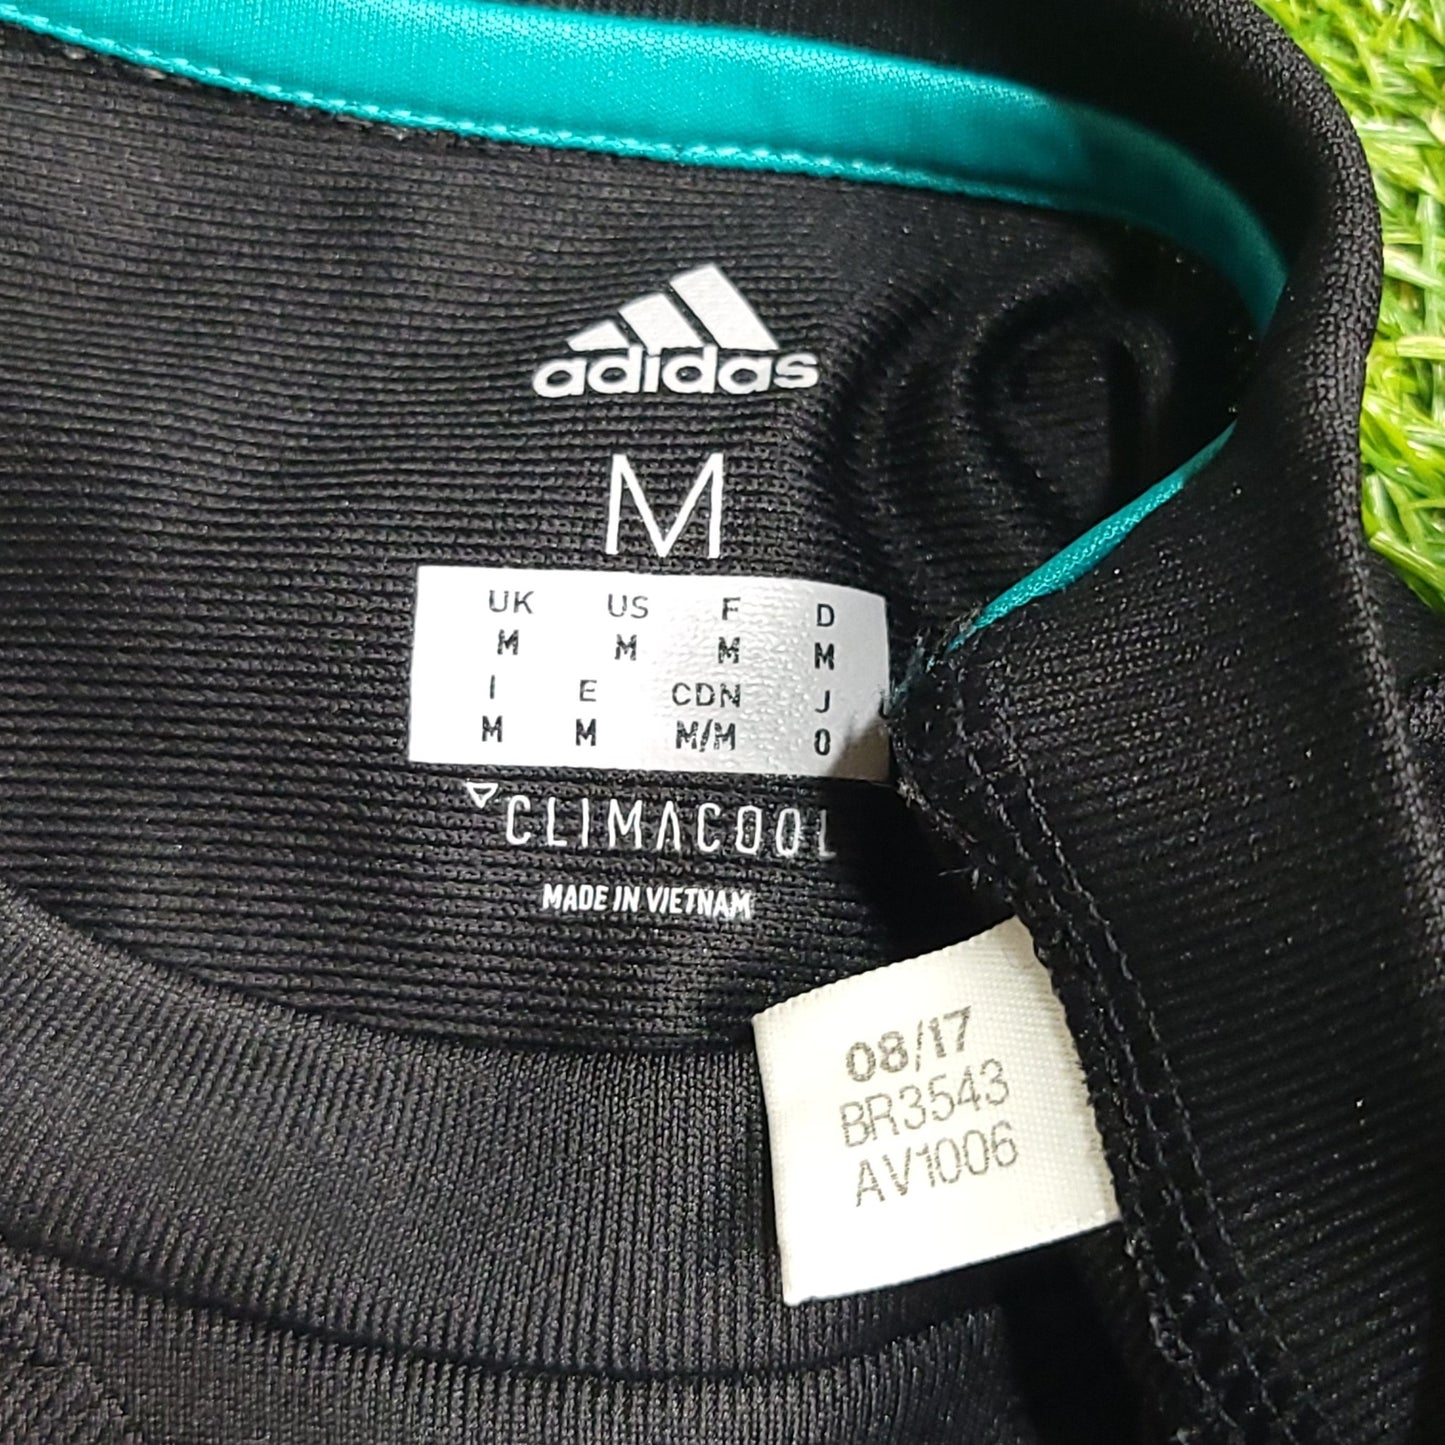 adidas
M
UK US F D
M M M M
I E CDN J
M M M/M O
CLIMACOOL
MADE IN VIETNAM
08/17
BR3543
AV1006